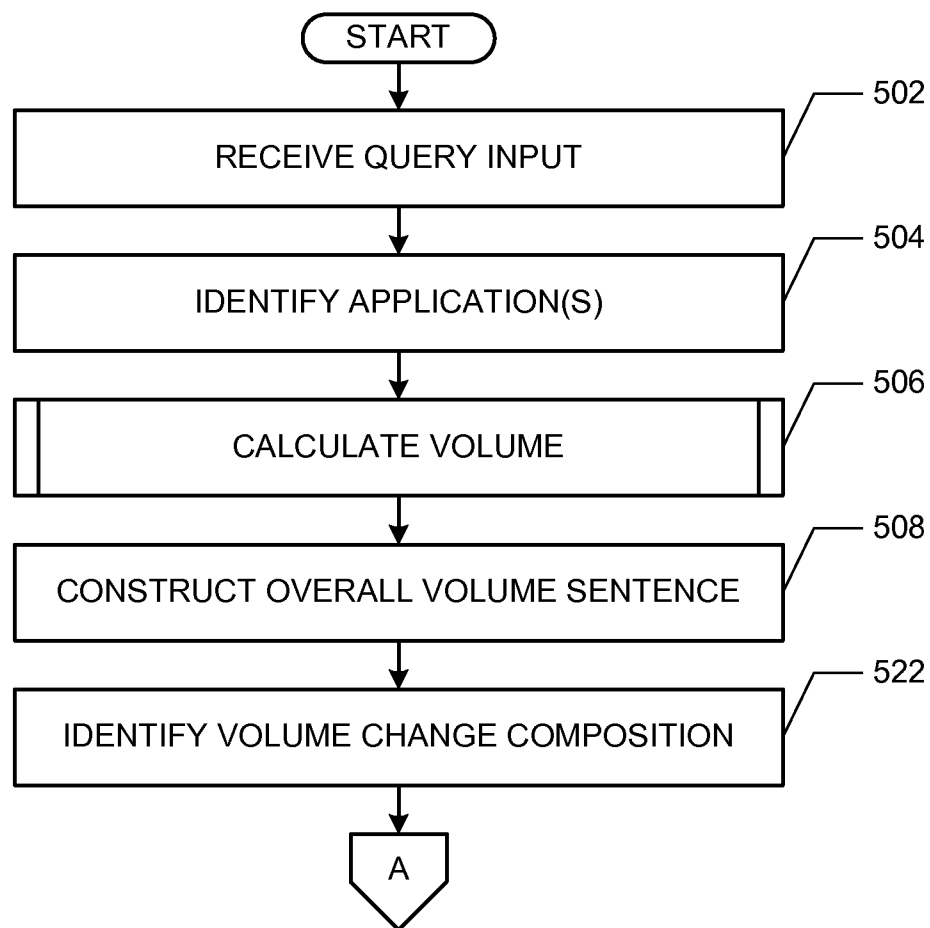 START
RECEIVE QUERY INPUT
502
IDENTIFY APPLICATION(S)
504
CALCULATE VOLUME
506
CONSTRUCT OVERALL VOLUME SENTENCE
508
IDENTIFY VOLUME CHANGE COMPOSITION
522
A